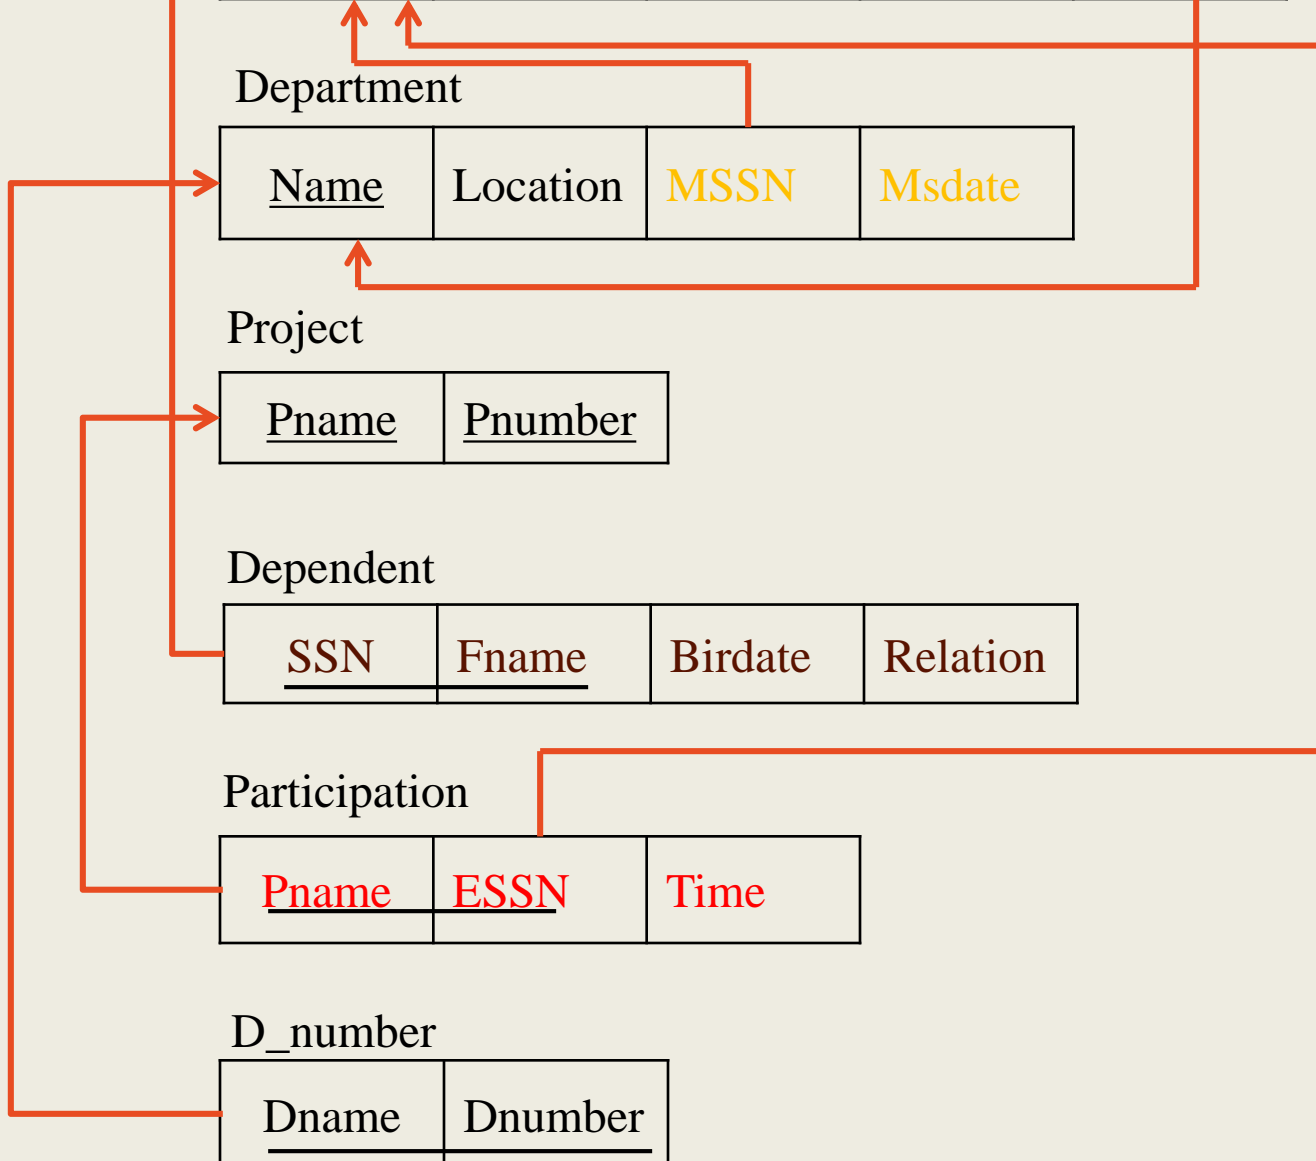 Department
Name Location MSSN Msdate
Project
Pname Pnumber
Dependent
SSN Fname Birdate Relation
Participation
Pname ESSN Time
D_number
Dname Dnumber